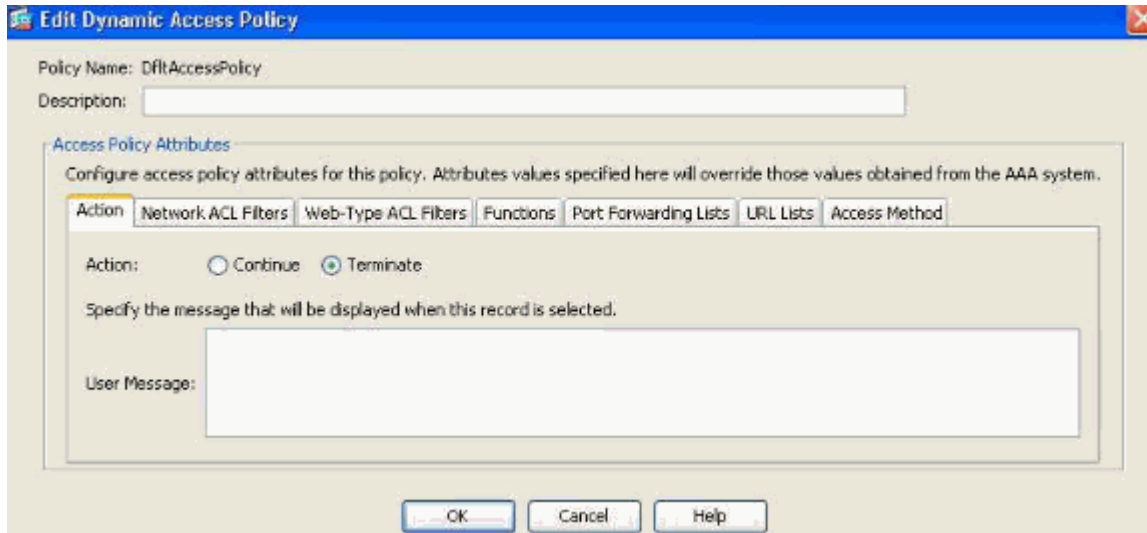 Edit Dynamic Access Policy
Policy Name: DfltAccessPolicy
Description:
Access Policy Attributes
Configure access policy attributes for this policy. Attributes values specified here will override those values obtained from the AAA system.
Action Network ACL Filters Web-Type ACL Filters Functions Port Forwarding Lists URL Lists Access Method
Action: Continue Terminate
Specify the message that will be displayed when this record is selected.
User Message:
OK Cancel Help